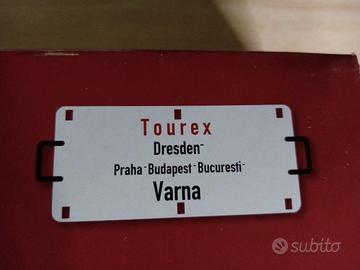 Tourex
Dresden-
Praha-Budapest-Bucuresti-
Varna
subito